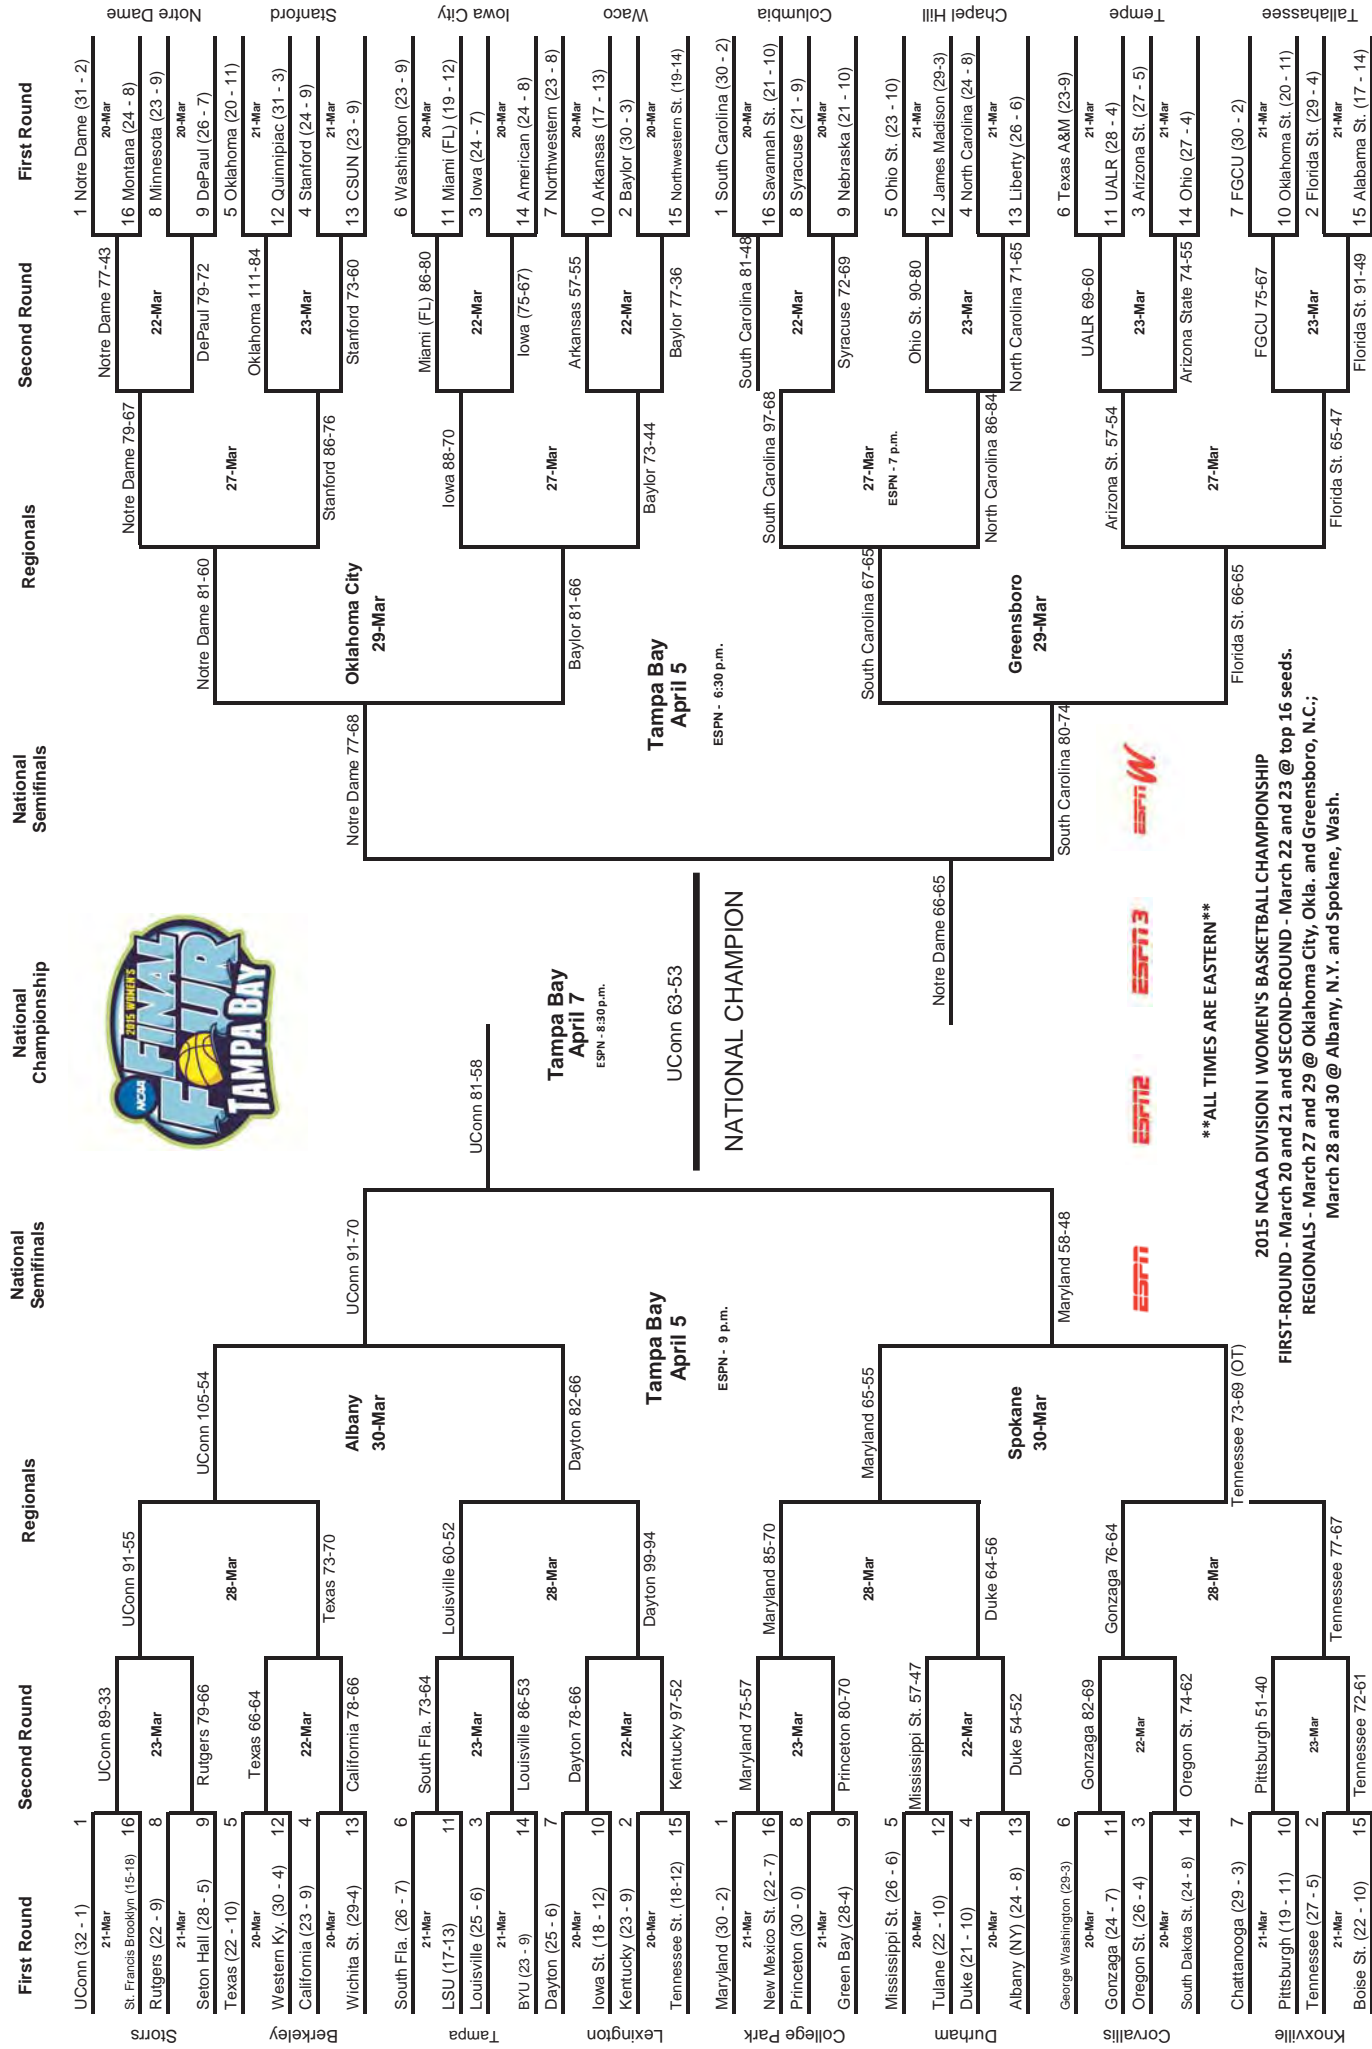 First Round
Second Round
Regionals
National
Semifinals
National
Championship
National
Semifinals
Regionals
Second Round
First Round
Storrs
UConn (32 - 1) 1
21-Mar
St. Francis Brooklyn (15-18) 16
Rutgers (22 - 9) 8
21-Mar
Seton Hall (28 - 5) 9
Berkeley
Texas (22 - 10) 5
20-Mar
Western Ky. (30 - 4) 12
California (23 - 9) 4
20-Mar
Wichita St. (29-4) 13
Tampa
South Fla. (26 - 7) 6
21-Mar
LSU (17-13) 11
Louisville (25 - 6) 3
21-Mar
BYU (23 - 9) 14
Lexington
Dayton (25 - 6) 7
20-Mar
Iowa St. (18 - 12) 10
Kentucky (23 - 9) 2
20-Mar
Tennessee St. (18-12) 15
College Park
Maryland (30 - 2) 1
21-Mar
New Mexico St. (22 - 7) 16
Princeton (30 - 0) 8
21-Mar
Green Bay (28-4) 9
Durham
Mississippi St. (26 - 6) 5
20-Mar
Tulane (22 - 10) 12
Duke (21 - 10) 4
20-Mar
Albany (NY) (24 - 8) 13
Corvallis
George Washington (29-3) 6
20-Mar
Gonzaga (24 - 7) 11
Oregon St. (26 - 4) 3
20-Mar
South Dakota St. (24 - 8) 14
Knoxville
Chattanooga (29 - 3) 7
21-Mar
Pittsburgh (19 - 11) 10
Tennessee (27 - 5) 2
21-Mar
Boise St. (22 - 10) 15
UConn 89-33
23-Mar
Rutgers 79-66
Texas 66-64
22-Mar
California 78-66
South Fla. 73-64
23-Mar
Louisville 86-53
Dayton 78-66
22-Mar
Kentucky 97-52
Maryland 75-57
23-Mar
Princeton 80-70
Mississippi St. 57-47
22-Mar
Duke 54-52
Gonzaga 82-69
22-Mar
Oregon St. 74-62
Pittsburgh 51-40
23-Mar
Tennessee 72-61
UConn 91-55
28-Mar
Texas 73-70
Louisville 60-52
28-Mar
Dayton 99-94
Maryland 85-70
28-Mar
Duke 64-56
Gonzaga 76-64
28-Mar
Tennessee 77-67
UConn 105-54
Albany
30-Mar
Dayton 82-66
Maryland 65-55
Spokane
30-Mar
Tennessee 73-69 (OT)
UConn 91-70
Tampa Bay
April 5
ESPN - 9 p.m.
Maryland 58-48
NCAA
2015 WOMEN'S
FINAL
FOUR
TAMPA BAY
UConn 81-58
Tampa Bay
April 7
ESPN - 8:30 p.m.
UConn 63-53
NATIONAL CHAMPION
Notre Dame 66-65
Notre Dame 77-68
Tampa Bay
April 5
ESPN - 6:30 p.m.
South Carolina 80-74
Notre Dame 81-60
Oklahoma City
29-Mar
Baylor 81-66
South Carolina 67-65
Greensboro
29-Mar
Florida St. 66-65
Notre Dame 79-67
27-Mar
Stanford 86-76
Iowa 88-70
27-Mar
Baylor 73-44
South Carolina 97-68
27-Mar
ESPN - 7 p.m.
North Carolina 86-84
Arizona St. 57-54
27-Mar
Florida St. 65-47
Notre Dame 77-43
22-Mar
DePaul 79-72
Oklahoma 111-84
23-Mar
Stanford 73-60
Miami (FL) 86-80
22-Mar
Iowa (75-67)
Arkansas 57-55
22-Mar
Baylor 77-36
South Carolina 81-48
22-Mar
Syracuse 72-69
Ohio St. 90-80
23-Mar
North Carolina 71-65
UALR 69-60
23-Mar
Arizona State 74-55
FGCU 75-67
23-Mar
Florida St. 91-49
1 Notre Dame (31 - 2)
20-Mar
16 Montana (24 - 8)
8 Minnesota (23 - 9)
20-Mar
9 DePaul (26 - 7)
Notre Dame
5 Oklahoma (20 - 11)
21-Mar
12 Quinnipiac (31 - 3)
4 Stanford (24 - 9)
21-Mar
13 CSUN (23 - 9)
Stanford
6 Washington (23 - 9)
20-Mar
11 Miami (FL) (19 - 12)
3 Iowa (24 - 7)
20-Mar
14 American (24 - 8)
Iowa City
7 Northwestern (23 - 8)
20-Mar
10 Arkansas (17 - 13)
2 Baylor (30 - 3)
20-Mar
15 Northwestern St. (19-14)
Waco
1 South Carolina (30 - 2)
20-Mar
16 Savannah St. (21 - 10)
8 Syracuse (21 - 9)
20-Mar
9 Nebraska (21 - 10)
Columbia
5 Ohio St. (23 - 10)
21-Mar
12 James Madison (29-3)
4 North Carolina (24 - 8)
21-Mar
13 Liberty (26 - 6)
Chapel Hill
6 Texas A&M (23-9)
21-Mar
11 UALR (28 - 4)
3 Arizona St. (27 - 5)
21-Mar
14 Ohio (27 - 4)
Tempe
7 FGCU (30 - 2)
21-Mar
10 Oklahoma St. (20 - 11)
2 Florida St. (29 - 4)
21-Mar
15 Alabama St. (17 - 14)
Tallahassee
ESPN
ESPN2
ESPN3
ESPNW
**ALL TIMES ARE EASTERN**
2015 NCAA DIVISION I WOMEN'S BASKETBALL CHAMPIONSHIP
FIRST-ROUND - March 20 and 21 and SECOND-ROUND - March 22 and 23 @ top 16 seeds.
REGIONALS - March 27 and 29 @ Oklahoma City, Okla. and Greensboro, N.C.;
March 28 and 30 @ Albany, N.Y. and Spokane, Wash.